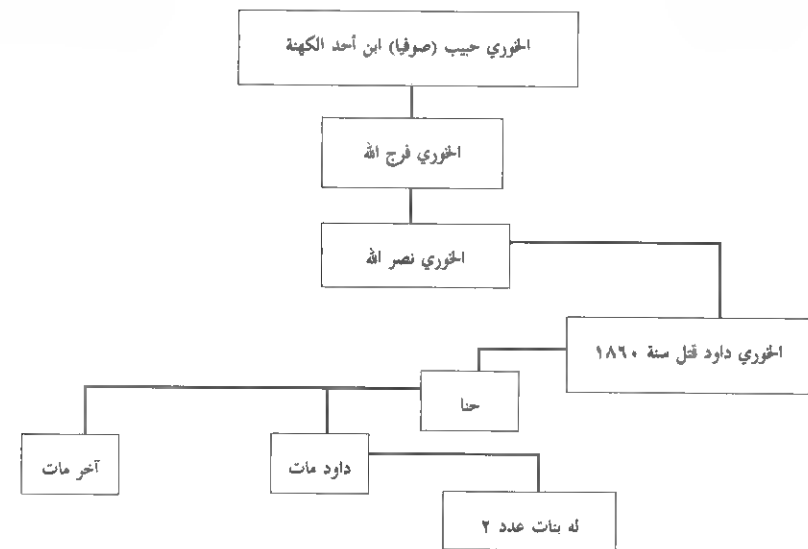 الخوري حبيب (صوفيا) ابن أحد الكهنة
الخوري فرج الله
الخوري نصر الله
الخوري داود قتل سنة ١٨٦٠
حنا
آخر مات
داود مات
له بنات عدد ٢